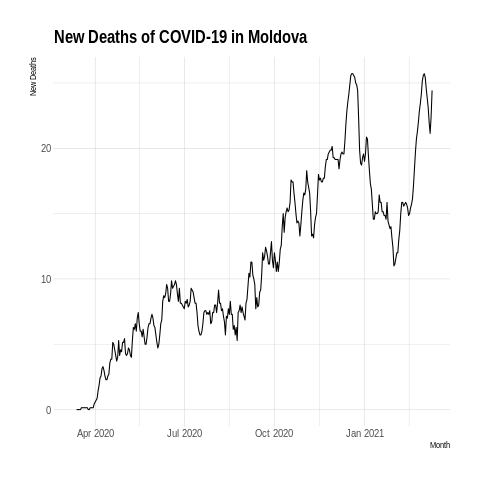 New Deaths of COVID-19 in Moldova
New Deaths
20
10
0
Apr 2020
Jul 2020
Oct 2020
Jan 2021
Month